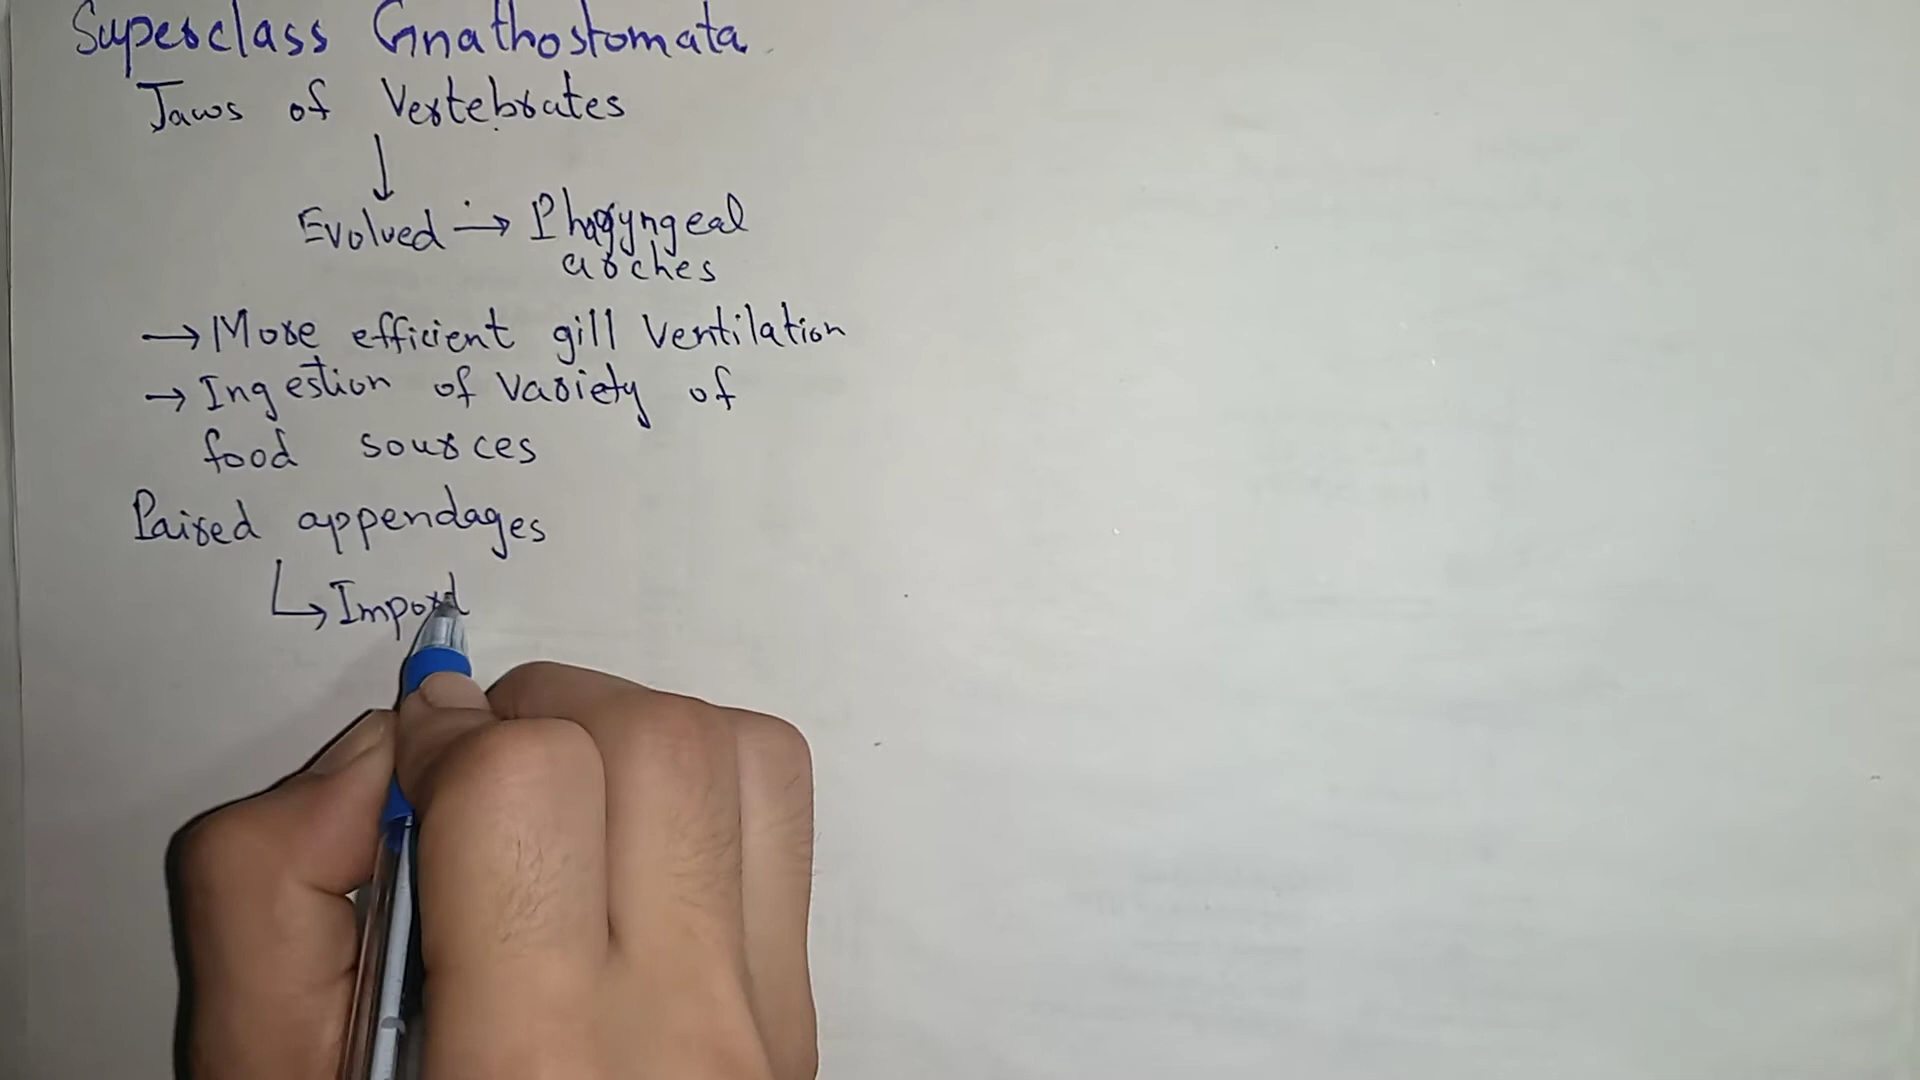 Superclass Gnathostomata
Jaws of Vertebrates
↓
Evolved → Pharyngeal
arches
→ More efficient gill Ventilation
→ Ingestion of Variety of
food sources
Paired appendages
↳ Import